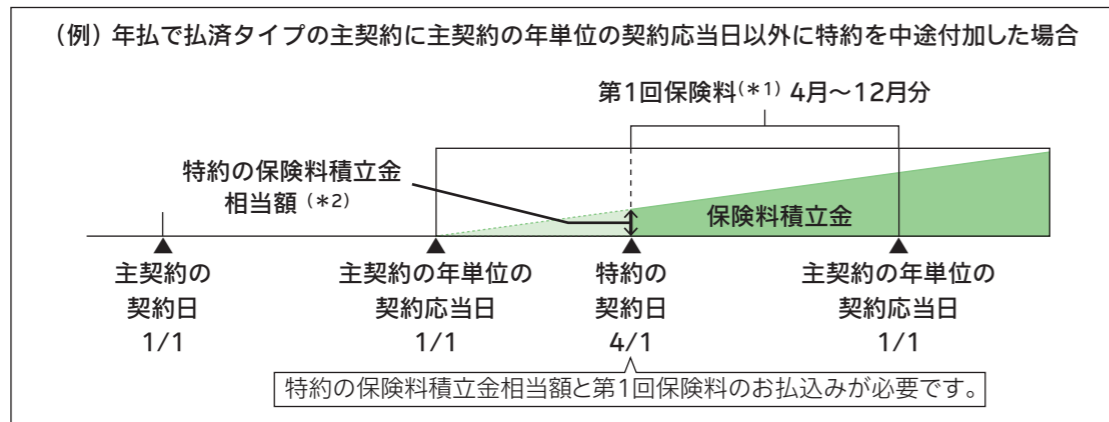 (例)年払で払済タイプの主契約に主契約の年単位の契約応当日以外に特約を中途付加した場合
第1回保険料(*1) 4月〜12月分
特約の保険料積立金
相当額(*2)
保険料積立金
主契約の
契約日
1/1
主契約の年単位の
契約応当日
1/1
特約の
契約日
4/1
主契約の年単位の
契約応当日
1/1
特約の保険料積立金相当額と第1回保険料のお払込みが必要です。